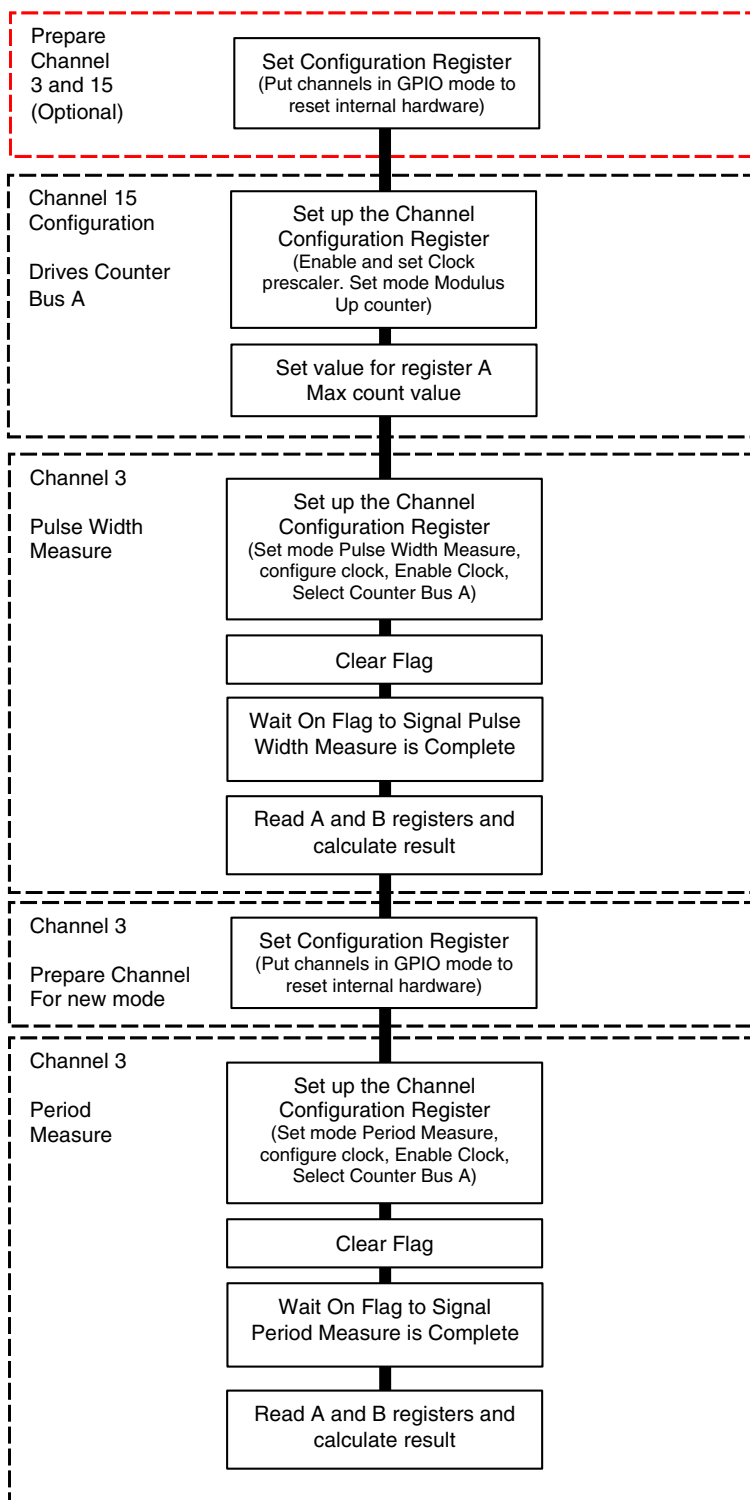 Prepare
Channel
3 and 15
(Optional)
Set Configuration Register
(Put channels in GPIO mode to
reset internal hardware)
Channel 15
Configuration
Drives Counter
Bus A
Set up the Channel
Configuration Register
(Enable and set Clock
prescaler. Set mode Modulus
Up counter)
Set value for register A
Max count value
Channel 3
Pulse Width
Measure
Set up the Channel
Configuration Register
(Set mode Pulse Width Measure,
configure clock, Enable Clock,
Select Counter Bus A)
Clear Flag
Wait On Flag to Signal Pulse
Width Measure is Complete
Read A and B registers and
calculate result
Channel 3
Prepare Channel
For new mode
Set Configuration Register
(Put channels in GPIO mode to
reset internal hardware)
Channel 3
Period
Measure
Set up the Channel
Configuration Register
(Set mode Period Measure,
configure clock, Enable Clock,
Select Counter Bus A)
Clear Flag
Wait On Flag to Signal
Period Measure is Complete
Read A and B registers and
calculate result